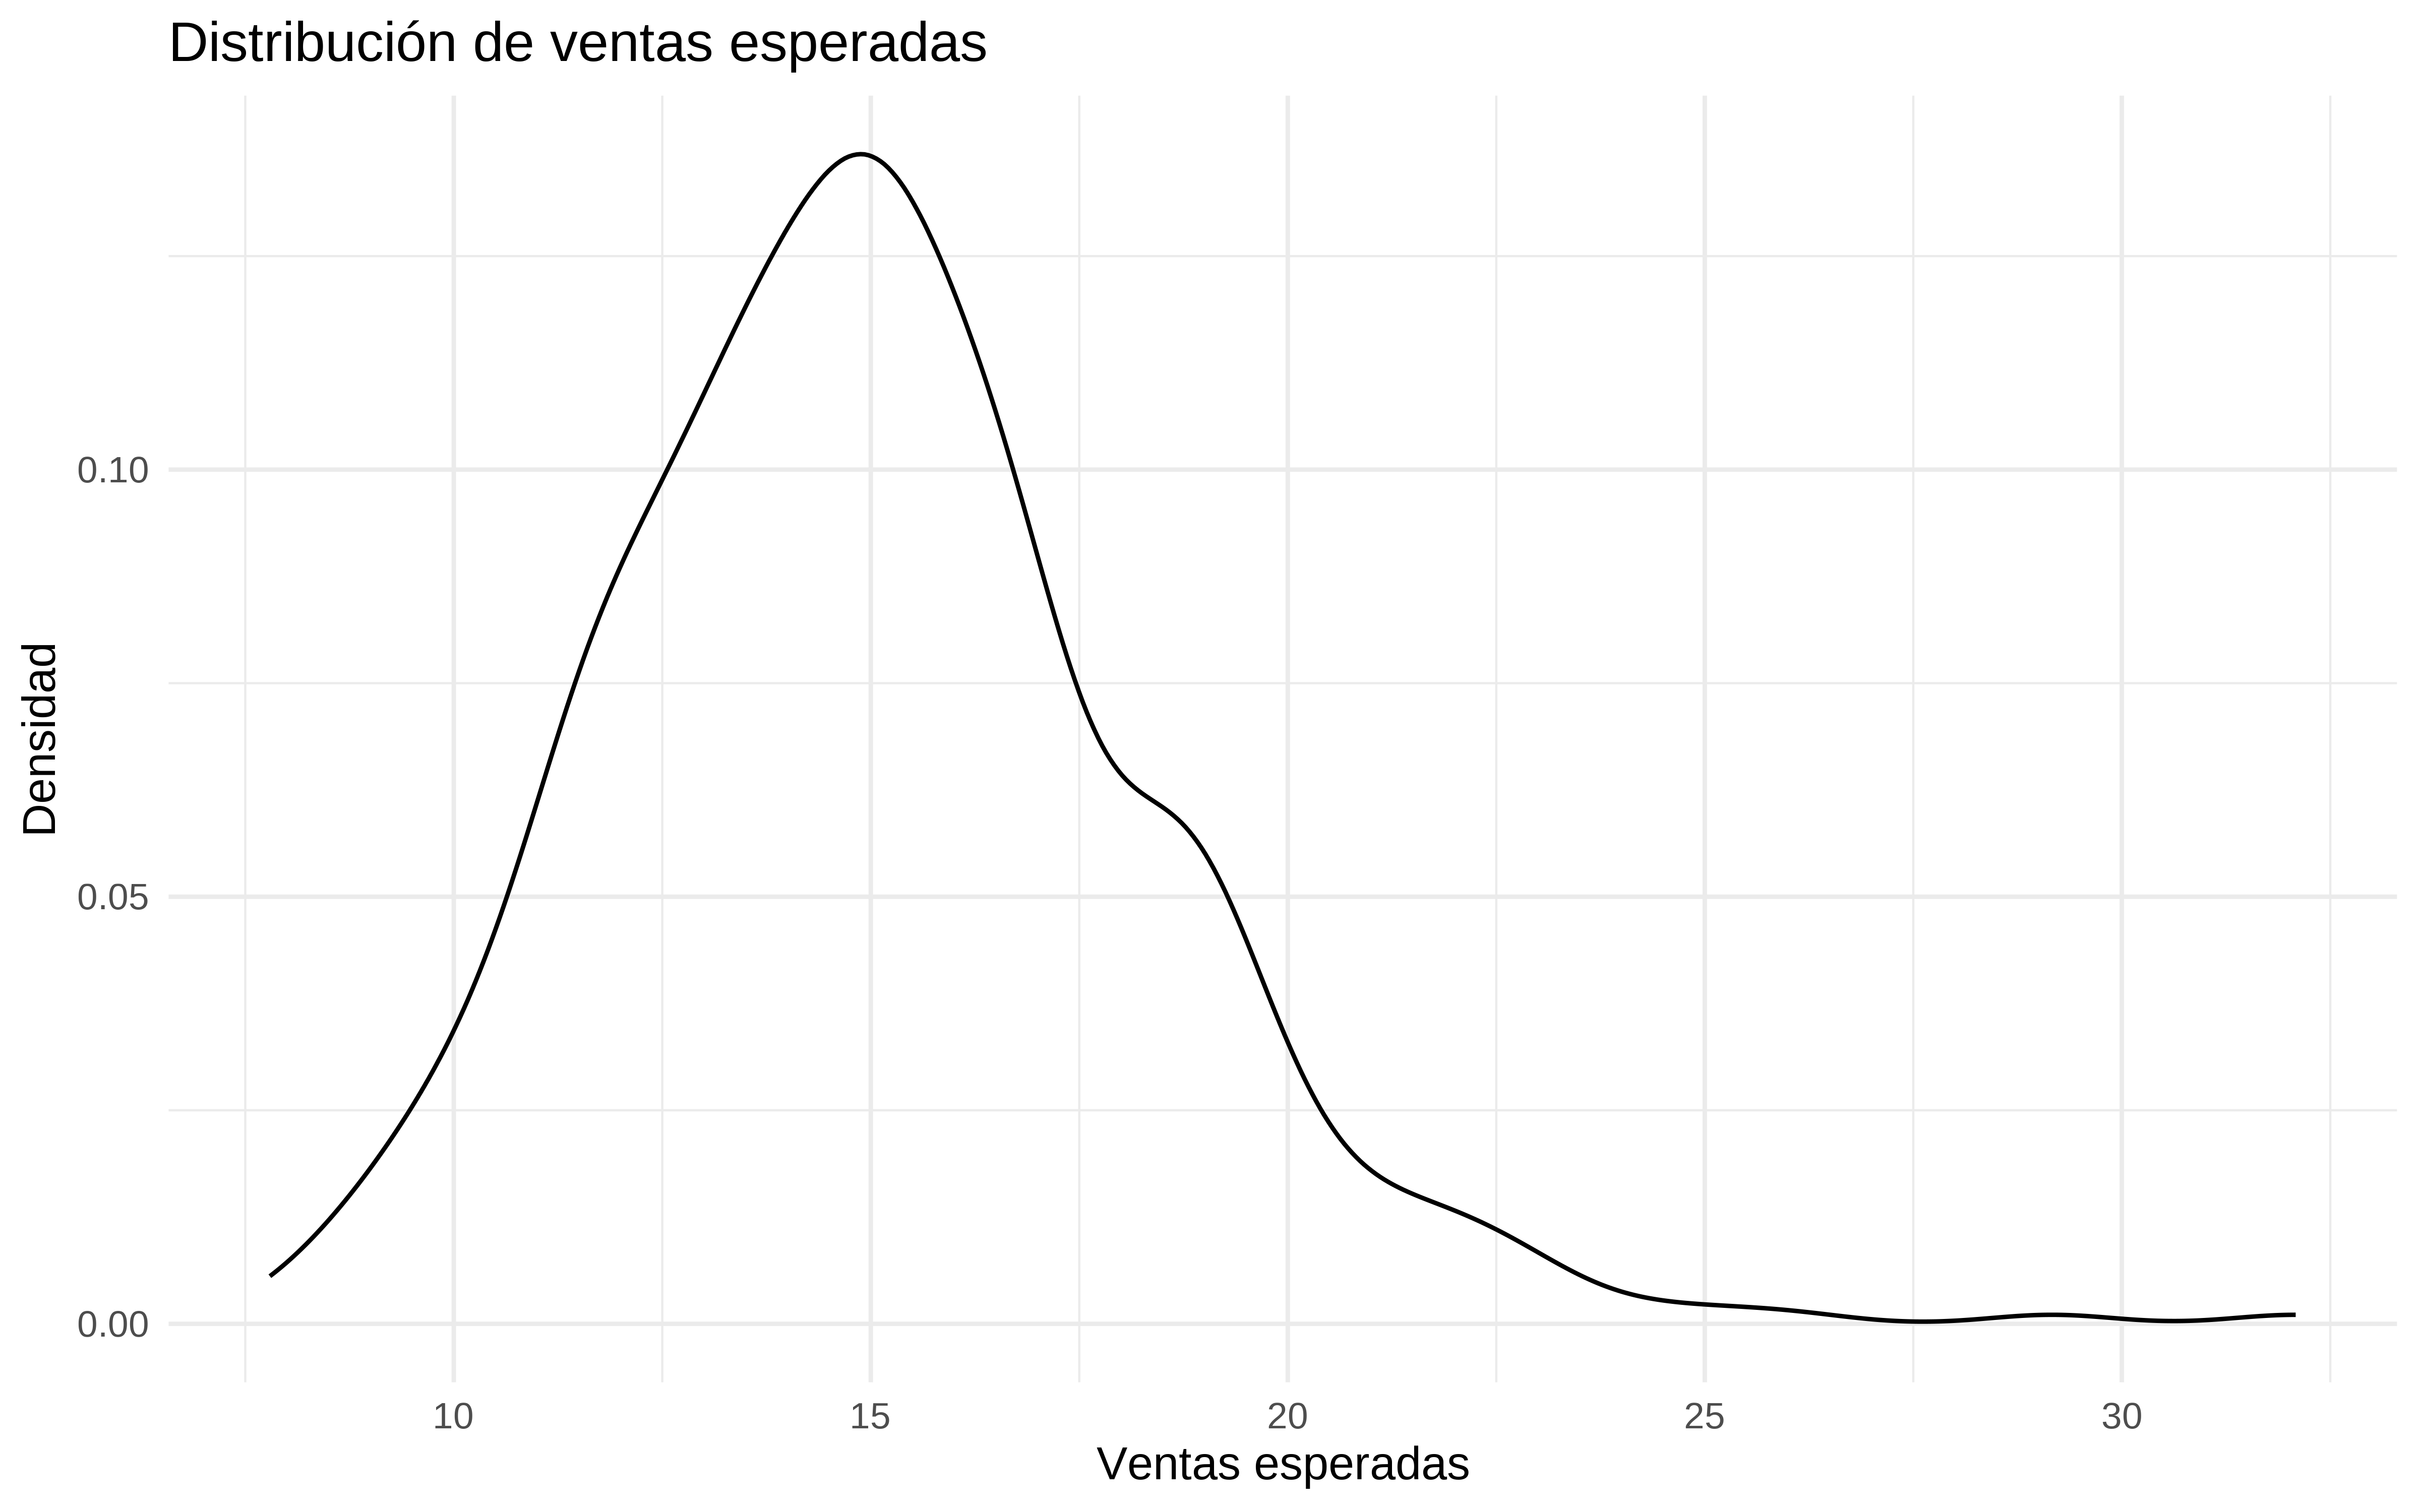 Distribución de ventas esperadas
0.10
0.05
0.00
Densidad
10 15 20 25 30
Ventas esperadas